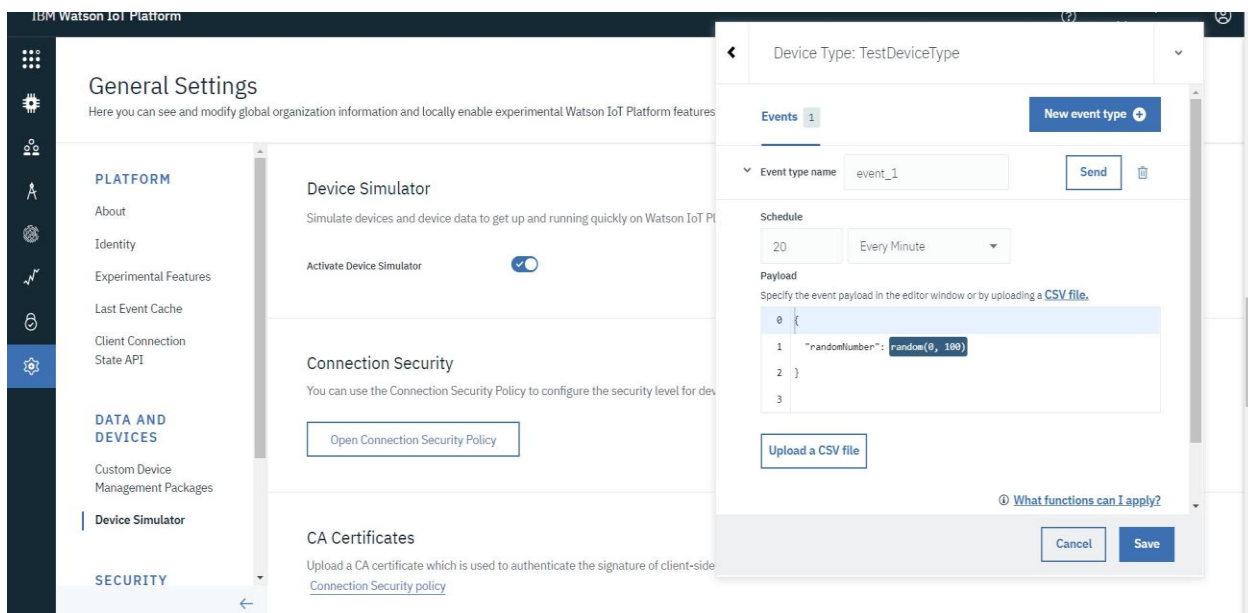 IBM Watson IoT Platform
General Settings
Here you can see and modify global organization information and locally enable experimental Watson IoT Platform features
PLATFORM
About
Identity
Experimental Features
Last Event Cache
Client Connection
State API
DATA AND
DEVICES
Custom Device
Management Packages
Device Simulator
SECURITY
Device Simulator
Simulate devices and device data to get up and running quickly on Watson IoT
Activate Device Simulator
Connection Security
You can use the Connection Security Policy to configure the security level for
Open Connection Security Policy
CA Certificates
Upload a CA certificate which is used to authenticate the signature of client-side
Connection Security policy
Device Type: TestDeviceType
Events 1
New event type
Event type name event_1 Send
Schedule
20 Every Minute
Payload
Specify the event payload in the editor window or by uploading a CSV file.
0 {
1 "randomNumber": random(0, 100)
2 }
3
Upload a CSV file
What functions can I apply?
Cancel Save